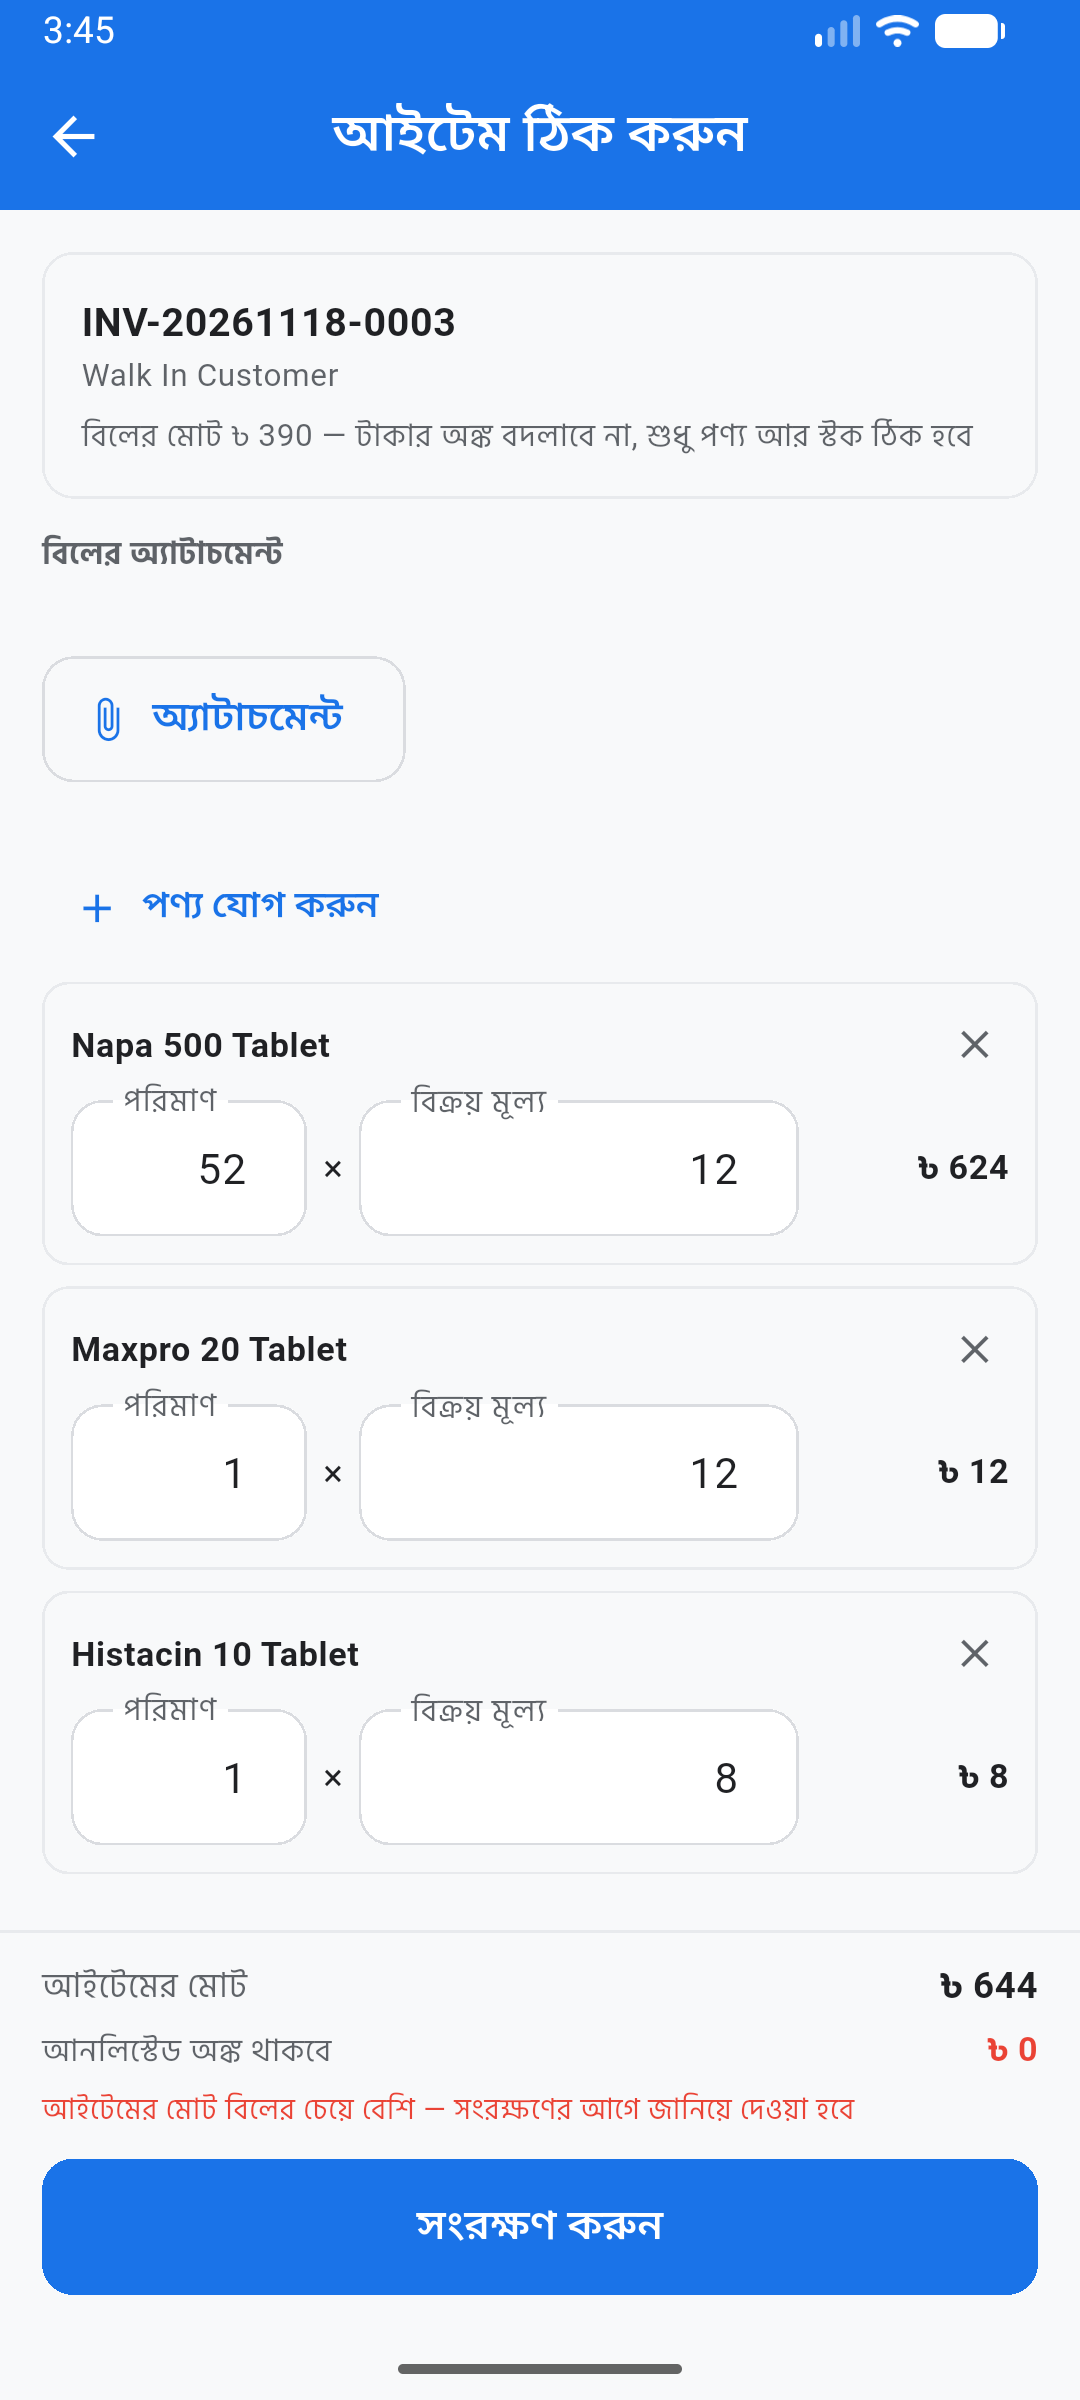 3:45
আইটেম ঠিক করুন
INV-20261118-0003
Walk In Customer
বিলের মোট ৳ 390 — টাকার অঙ্ক বদলাবে না, শুধু পণ্য আর স্টক ঠিক হবে
বিলের অ্যাটাচমেন্ট
অ্যাটাচমেন্ট
+ পণ্য যোগ করুন
Napa 500 Tablet
পরিমাণ বিক্রয় মূল্য
52 × 12 ৳ 624
Maxpro 20 Tablet
পরিমাণ বিক্রয় মূল্য
1 × 12 ৳ 12
Histacin 10 Tablet
পরিমাণ বিক্রয় মূল্য
1 × 8 ৳ 8
আইটেমের মোট ৳ 644
আনলিস্টেড অঙ্ক থাকবে ৳ 0
আইটেমের মোট বিলের চেয়ে বেশি — সংরক্ষণের আগে জানিয়ে দেওয়া হবে
সংরক্ষণ করুন